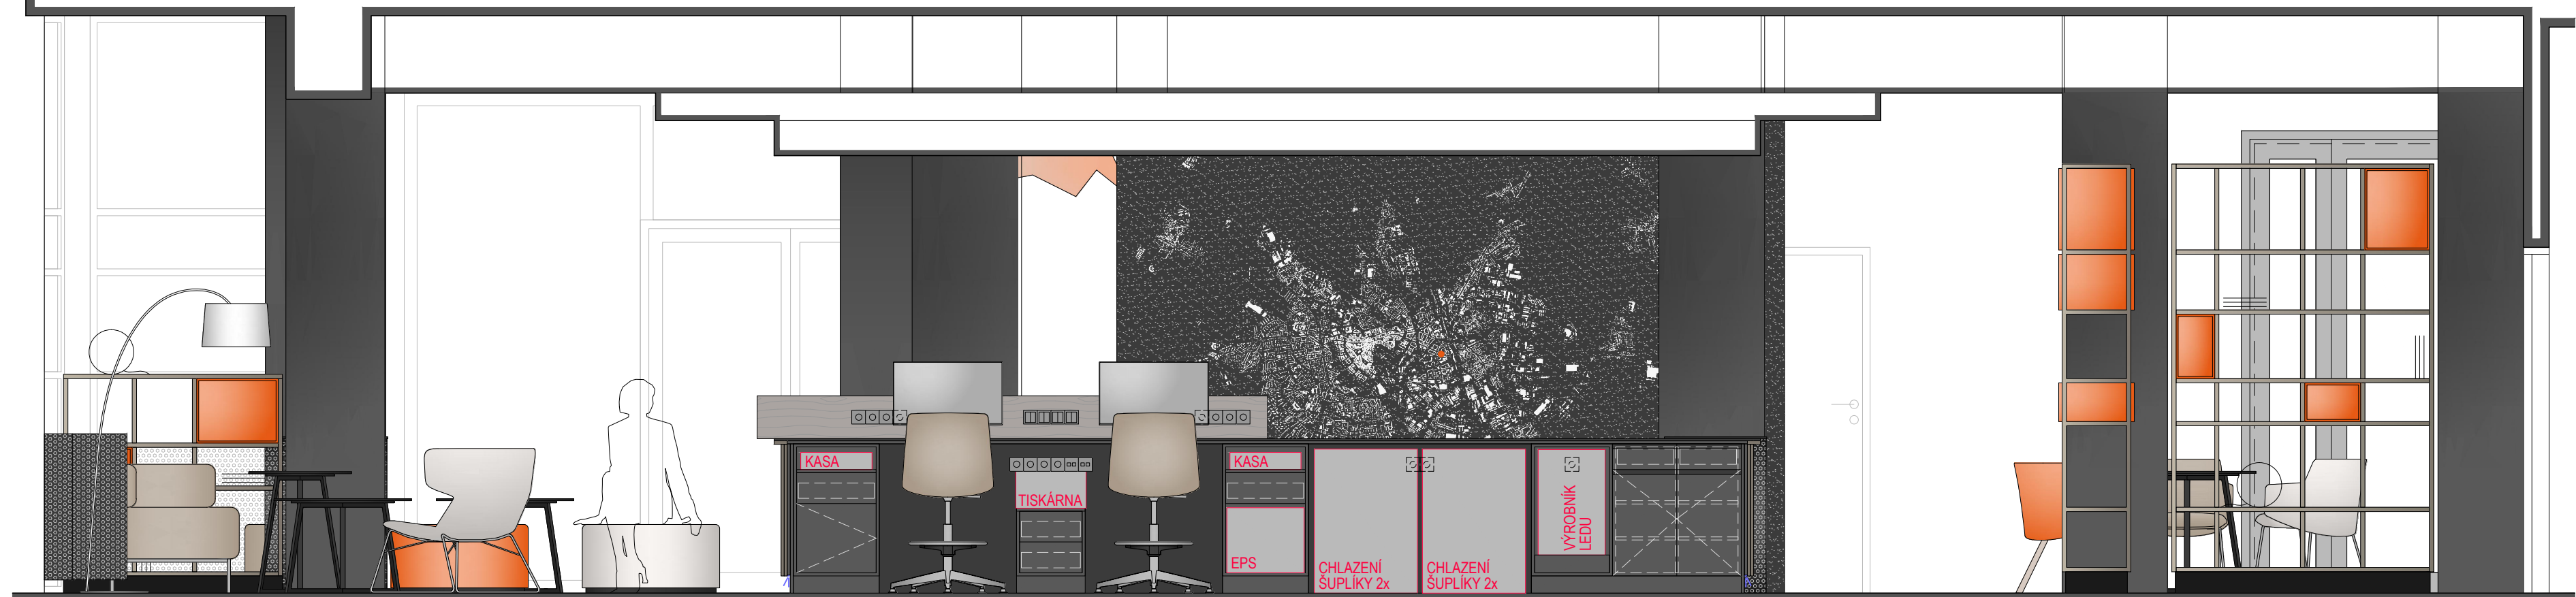 KASA
TISKÁRNA
KASA
EPS
CHLAZENÍ
ŠUPLÍKY 2x
CHLAZENÍ
ŠUPLÍKY 2x
VÝROBNÍK
LEDU